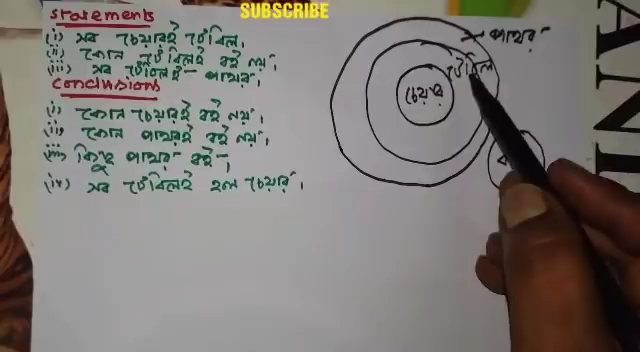 SUBSCRIBE
Statements
(i) সব চেয়ারই টেবিল,
(ii) কোন টেবিলই বই নয়,
(iii) সব টেবিলই পাথর,
Conclusions
(i) কোন চেয়ারই বই নয়,
(ii) কোন পাথরই বই নয়,
(iii) কিছু পাথর বই,
(iv) সব টেবিলই হল চেয়ার,
পাথর
টেবিল
চেয়ার